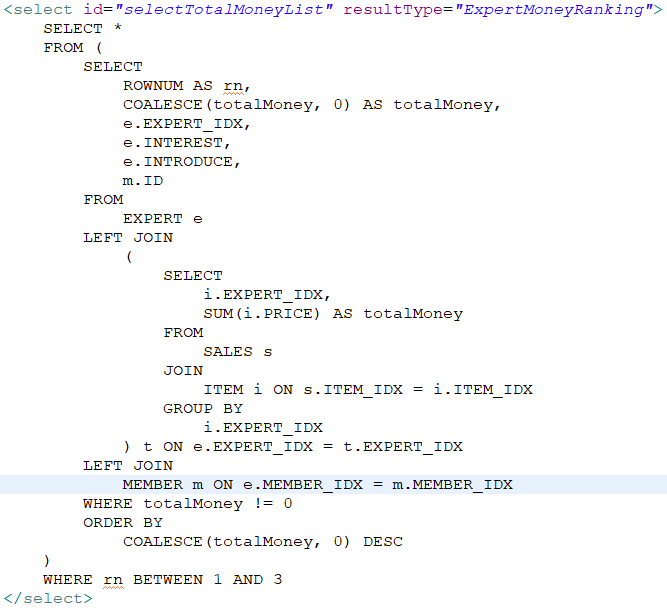 <select id="selectTotalMoneyList" resultType="ExpertMoneyRanking">
SELECT *
FROM (
SELECT
ROWNUM AS rn,
COALESCE(totalMoney, 0) AS totalMoney,
e.EXPERT_IDX,
e.INTEREST,
e.INTRODUCE,
m.ID
FROM
EXPERT e
LEFT JOIN
(
SELECT
i.EXPERT_IDX,
SUM(i.PRICE) AS totalMoney
FROM
SALES s
JOIN
ITEM i ON s.ITEM_IDX = i.ITEM_IDX
GROUP BY
i.EXPERT_IDX
) t ON e.EXPERT_IDX = t.EXPERT_IDX
LEFT JOIN
MEMBER m ON e.MEMBER_IDX = m.MEMBER_IDX
WHERE totalMoney != 0
ORDER BY
COALESCE(totalMoney, 0) DESC
)
WHERE rn BETWEEN 1 AND 3
</select>